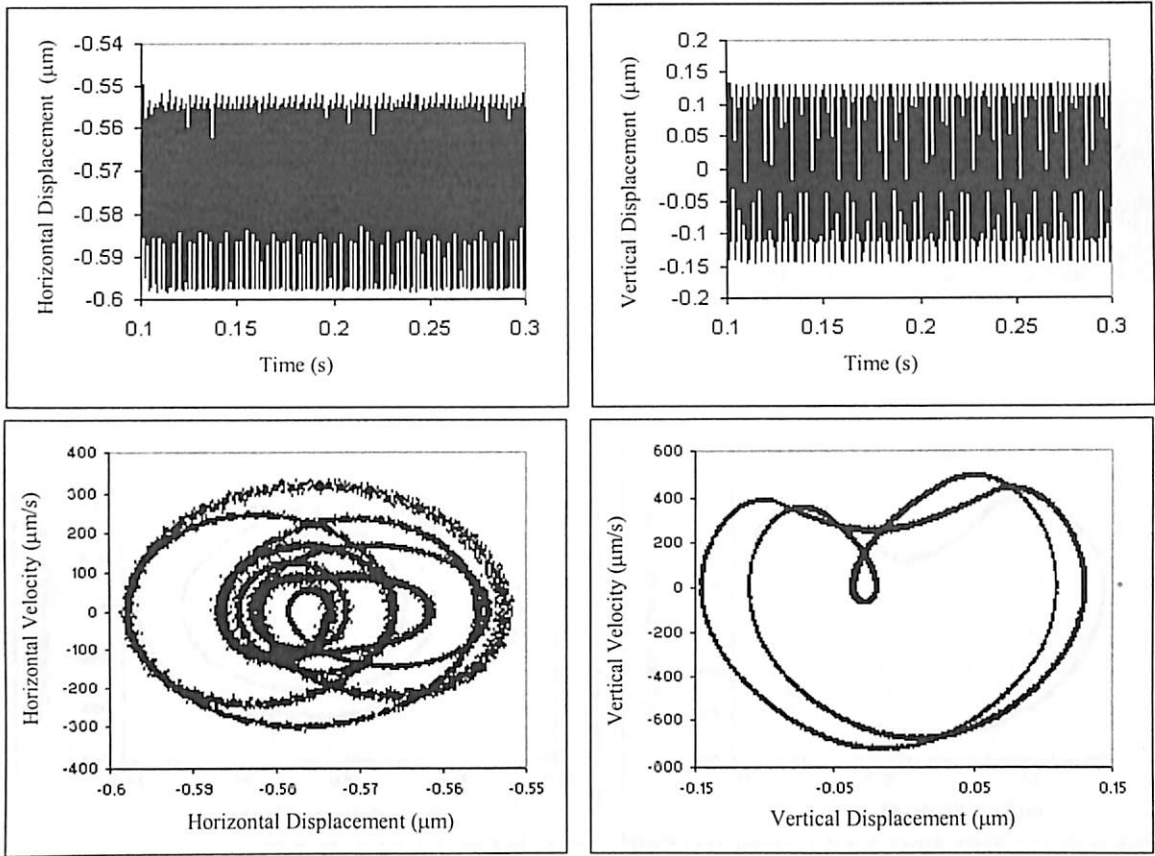 -0.54
-0.55
-0.56
-0.57
-0.58
-0.59
-0.6
Horizontal Displacement (µm)
0.1 0.15 0.2 0.25 0.3
Time (s)
0.2
0.15
0.1
0.05
0
-0.05
-0.1
-0.15
-0.2
Vertical Displacement (µm)
0.1 0.15 0.2 0.25 0.3
Time (s)
400
300
200
100
0
-100
-200
-300
-400
Horizontal Velocity (µm/s)
-0.6 -0.59 -0.50 -0.57 -0.56 -0.55
Horizontal Displacement (µm)
600
400
200
0
-200
-400
-600
-000
Vertical Velocity (µm/s)
-0.15 -0.05 0.05 0.15
Vertical Displacement (µm)